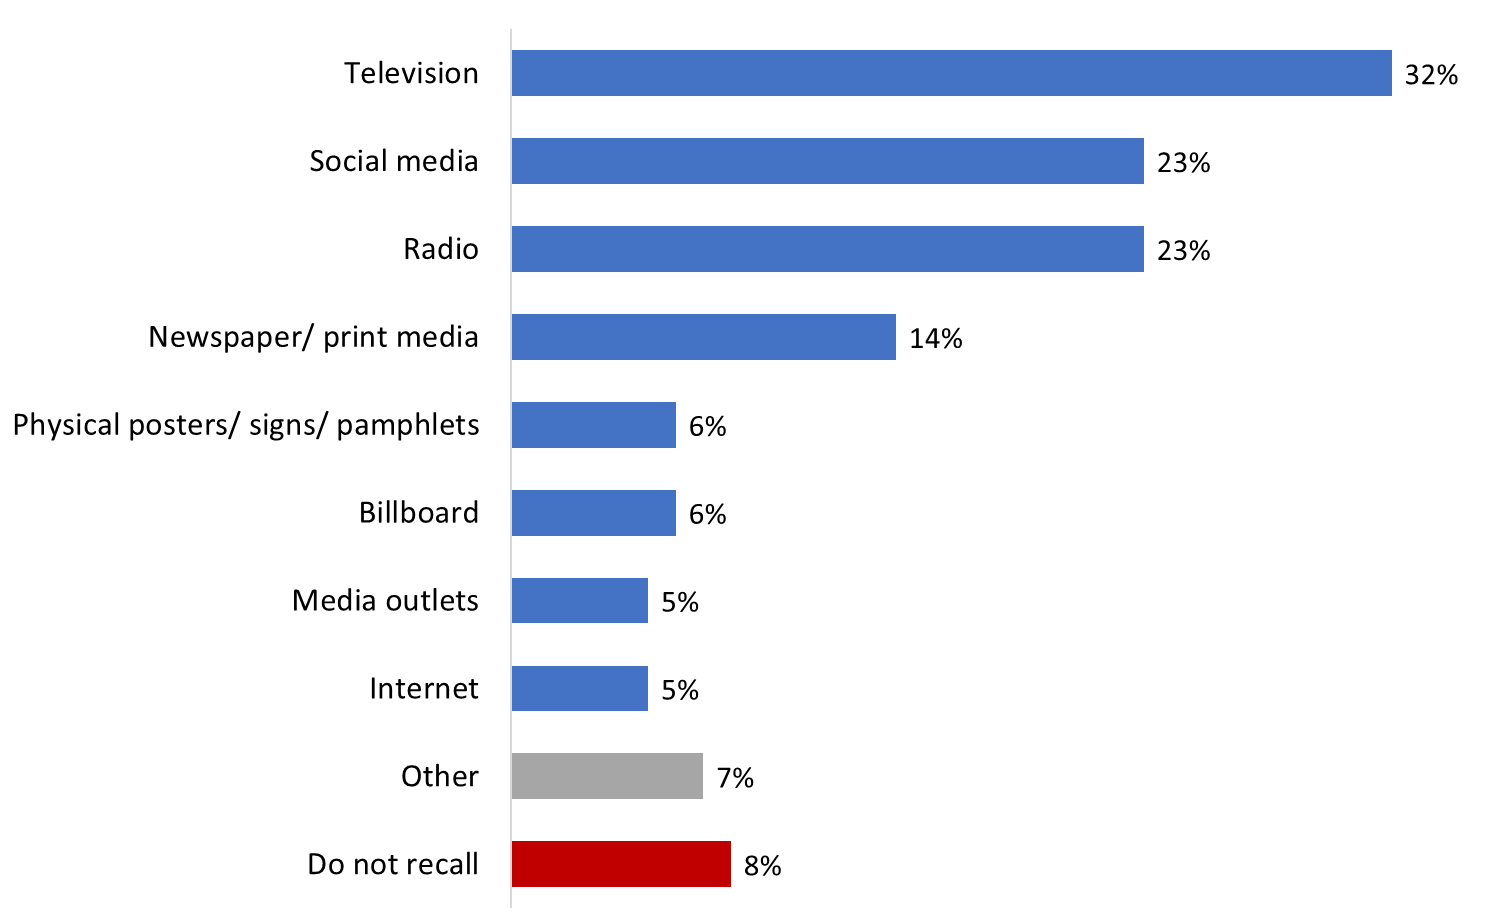 Television 32%
Social media 23%
Radio 23%
Newspaper/ print media 14%
Physical posters/ signs/ pamphlets 6%
Billboard 6%
Media outlets 5%
Internet 5%
Other 7%
Do not recall 8%